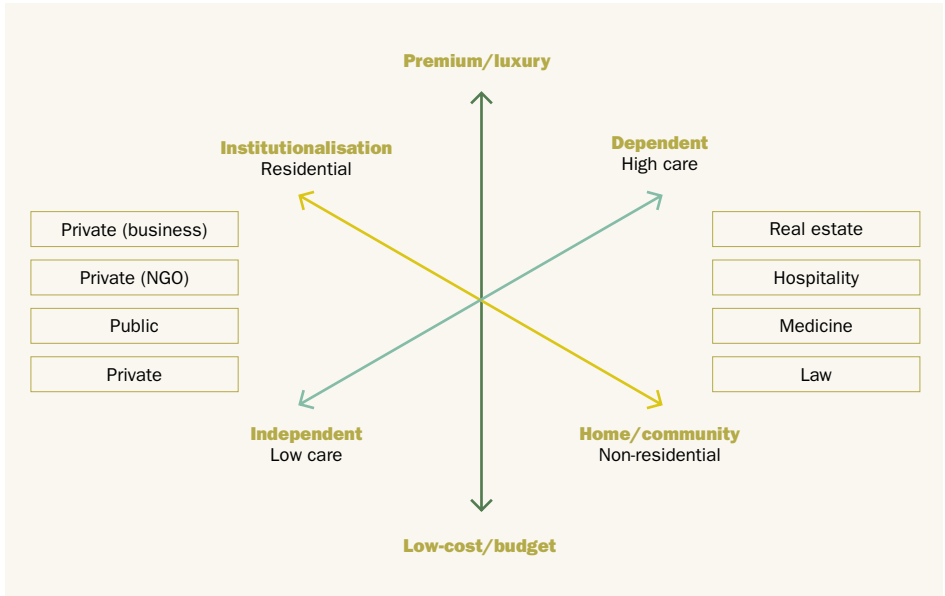 Premium/luxury
Institutionalisation
Residential
Dependent
High care
Private (business)
Private (NGO)
Public
Private
Real estate
Hospitality
Medicine
Law
Independent
Low care
Home/community
Non-residential
Low-cost/budget